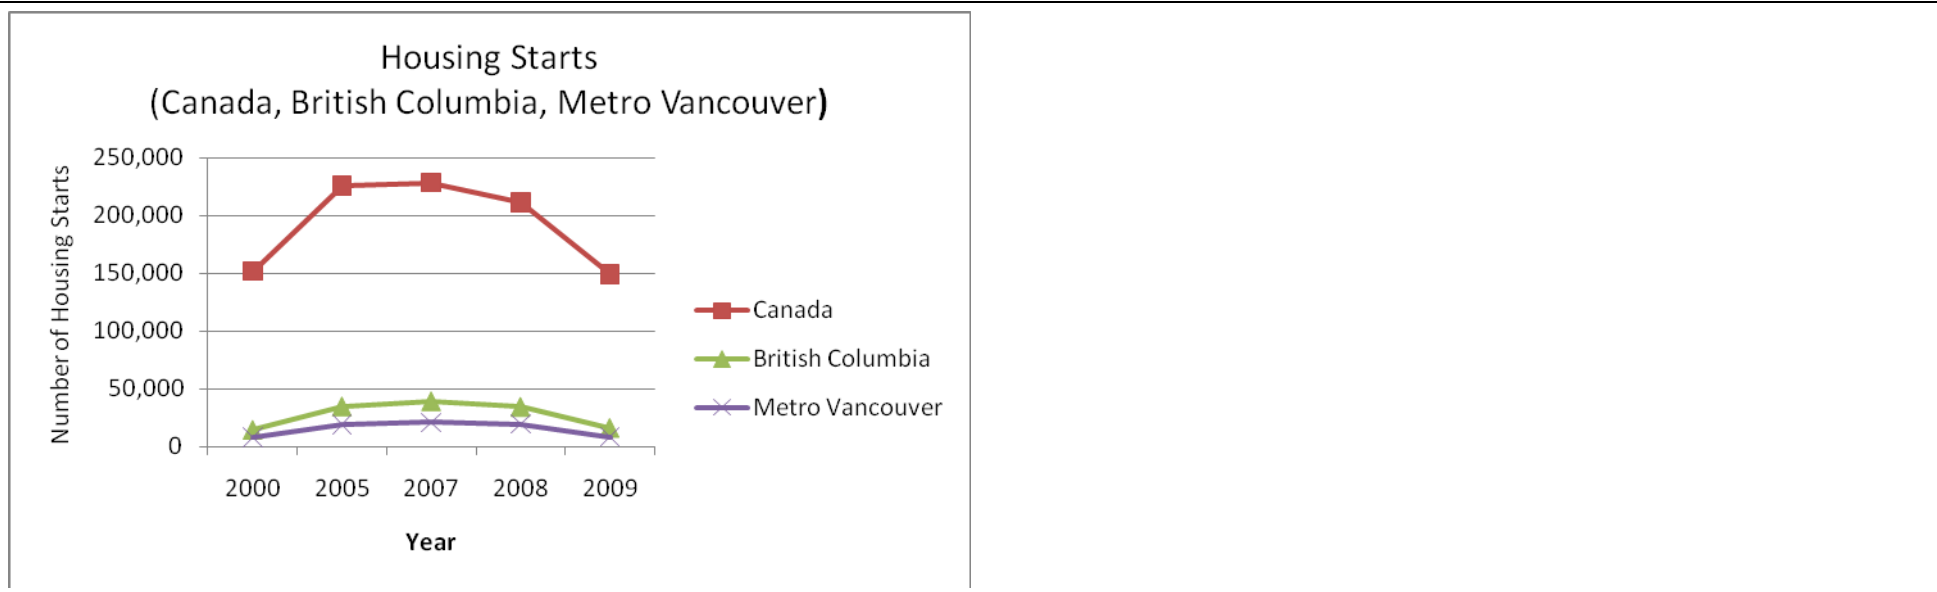 Housing Starts
(Canada, British Columbia, Metro Vancouver)
Number of Housing Starts
250,000
200,000
150,000
100,000
50,000
0
2000 2005 2007 2008 2009
Year
Canada
British Columbia
Metro Vancouver